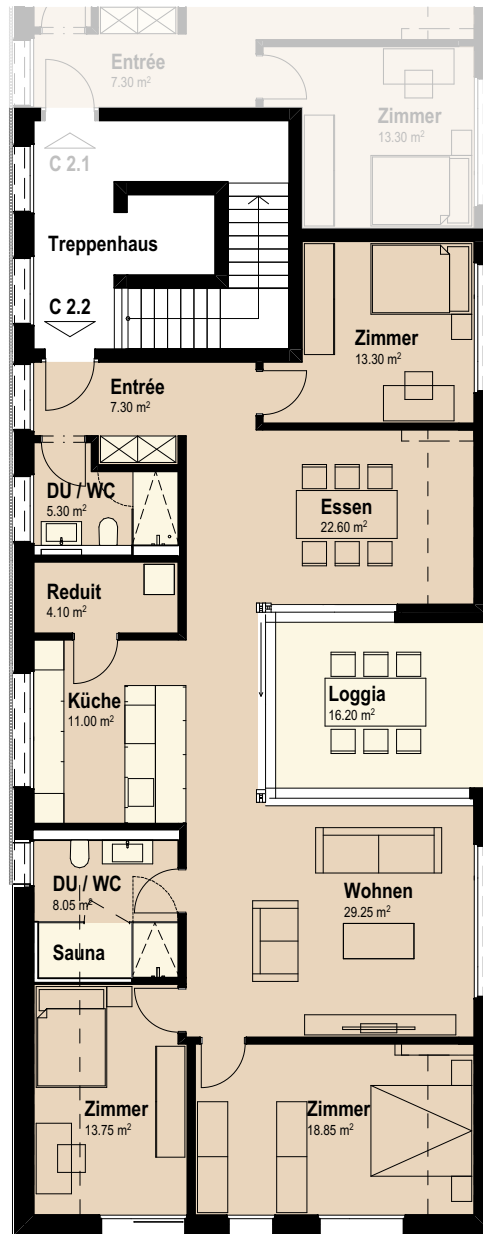 Entrée
7.30 m²
Zimmer
13.30 m²
C 2.1
Treppenhaus
C 2.2
Zimmer
13.30 m²
Entrée
7.30 m²
DU / WC
5.30 m²
Essen
22.60 m²
Reduit
4.10 m²
Küche
11.00 m²
Loggia
16.20 m²
DU / WC
8.05 m²
Wohnen
29.25 m²
Sauna
Zimmer
13.75 m²
Zimmer
18.85 m²